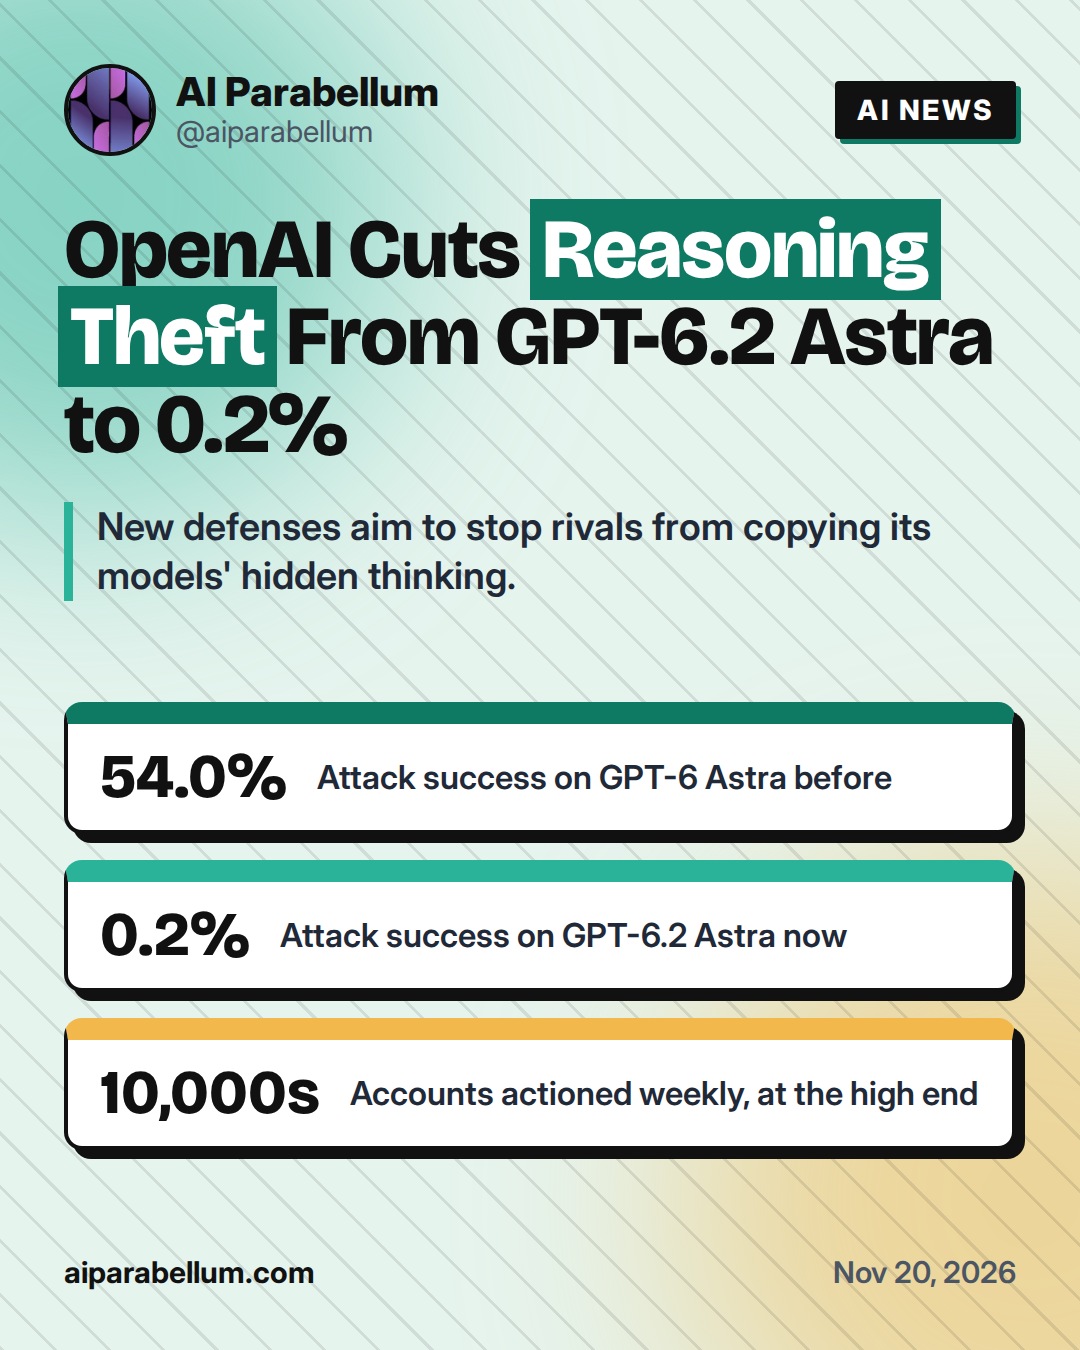 AI Parabellum
@aiparabellum
AI NEWS
OpenAI Cuts Reasoning
Theft From GPT-6.2 Astra
to 0.2%
New defenses aim to stop rivals from copying its
models' hidden thinking.
54.0% Attack success on GPT-6 Astra before
0.2% Attack success on GPT-6.2 Astra now
10,000s Accounts actioned weekly, at the high end
aiparabellum.com
Nov 20, 2026